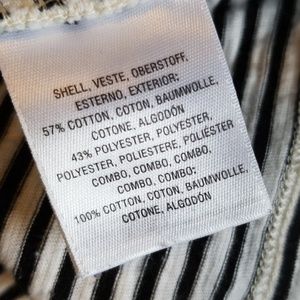 SHELL, VESTE, OBERSTOFF,
ESTERNO, EXTERIOR:
57% COTTON, COTON, BAUMWOLLE,
COTONE, ALGODÓN
43% POLYESTER, POLYESTER,
POLYESTER, POLIESTERE, POLIÉSTER
COMBO, COMBO, COMBO,
COMBO, COMBO:
100% COTTON, COTON, BAUMWOLLE,
COTONE, ALGODÓN